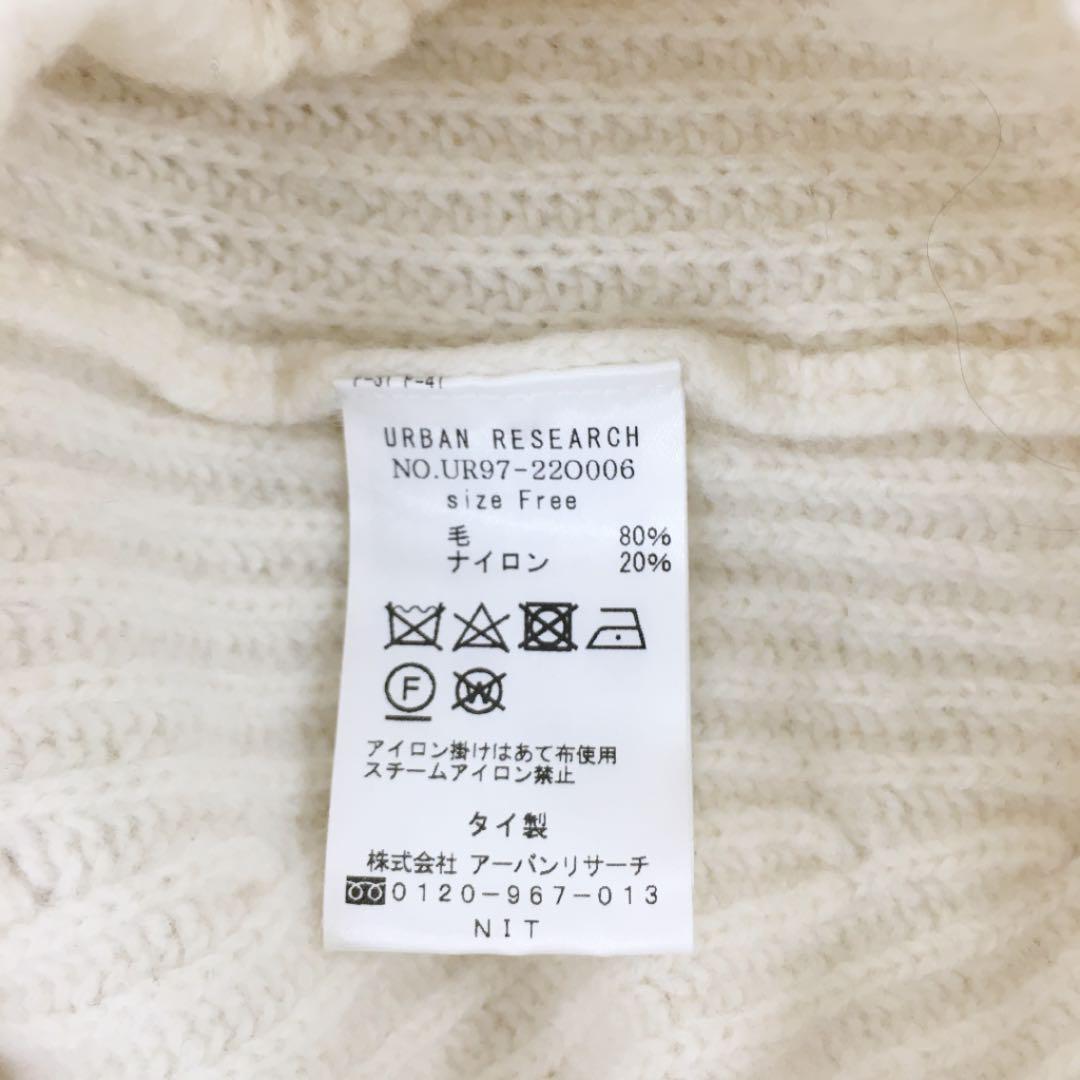 URBAN RESEARCH
NO.UR97-22O006
size Free
毛 80%
ナイロン 20%
F W
アイロン掛けはあて布使用
スチームアイロン禁止
タイ製
株式会社 アーバンリサーチ
0120-967-013
NIT